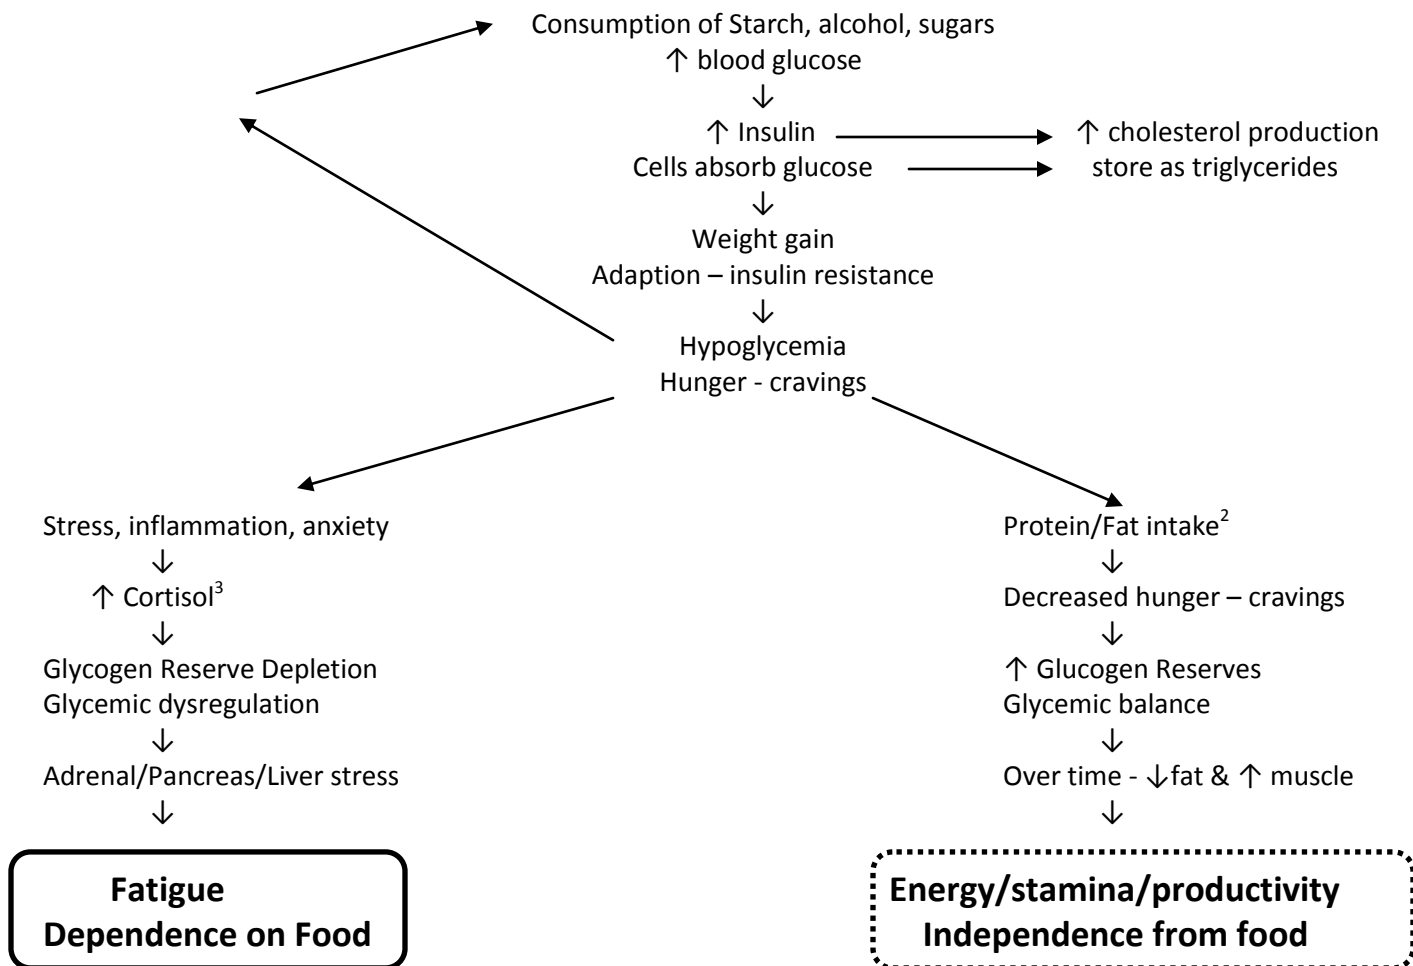 Consumption of Starch, alcohol, sugars
↑ blood glucose
↓
↑ Insulin → ↑ cholesterol production
Cells absorb glucose → store as triglycerides
↓
Weight gain
Adaption – insulin resistance
↓
Hypoglycemia
Hunger - cravings
Stress, inflammation, anxiety
↓
↑ Cortisol³
↓
Glycogen Reserve Depletion
Glycemic dysregulation
↓
Adrenal/Pancreas/Liver stress
↓
Fatigue
Dependence on Food
Protein/Fat intake²
↓
Decreased hunger – cravings
↓
↑ Glucogen Reserves
Glycemic balance
↓
Over time - ↓fat & ↑ muscle
↓
Energy/stamina/productivity
Independence from food